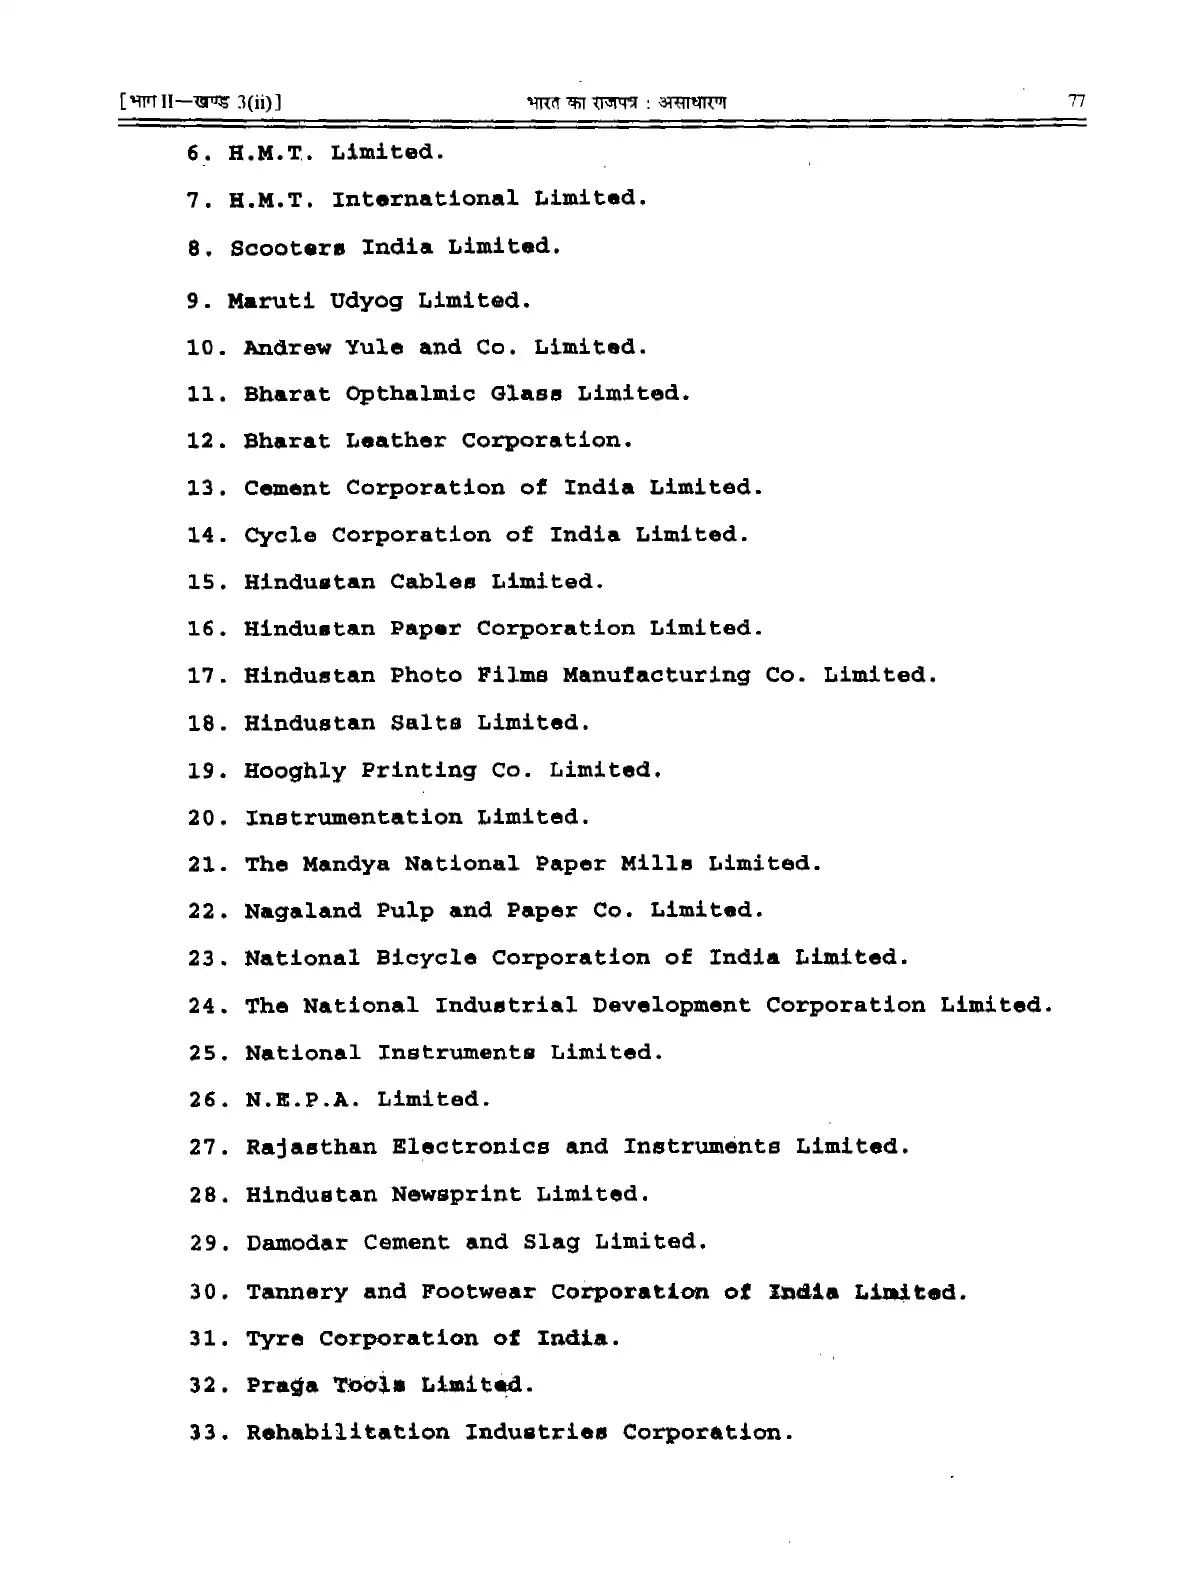 [भाग II—खण्ड 3(ii)] भारत का राजपत्र : असाधारण 77
6. H.M.T. Limited.
7. H.M.T. International Limited.
8. Scooters India Limited.
9. Maruti Udyog Limited.
10. Andrew Yule and Co. Limited.
11. Bharat Opthalmic Glass Limited.
12. Bharat Leather Corporation.
13. Cement Corporation of India Limited.
14. Cycle Corporation of India Limited.
15. Hindustan Cables Limited.
16. Hindustan Paper Corporation Limited.
17. Hindustan Photo Films Manufacturing Co. Limited.
18. Hindustan Salts Limited.
19. Hooghly Printing Co. Limited.
20. Instrumentation Limited.
21. The Mandya National Paper Mills Limited.
22. Nagaland Pulp and Paper Co. Limited.
23. National Bicycle Corporation of India Limited.
24. The National Industrial Development Corporation Limited.
25. National Instruments Limited.
26. N.E.P.A. Limited.
27. Rajasthan Electronics and Instruments Limited.
28. Hindustan Newsprint Limited.
29. Damodar Cement and Slag Limited.
30. Tannery and Footwear Corporation of India Limited.
31. Tyre Corporation of India.
32. Praga Tools Limited.
33. Rehabilitation Industries Corporation.